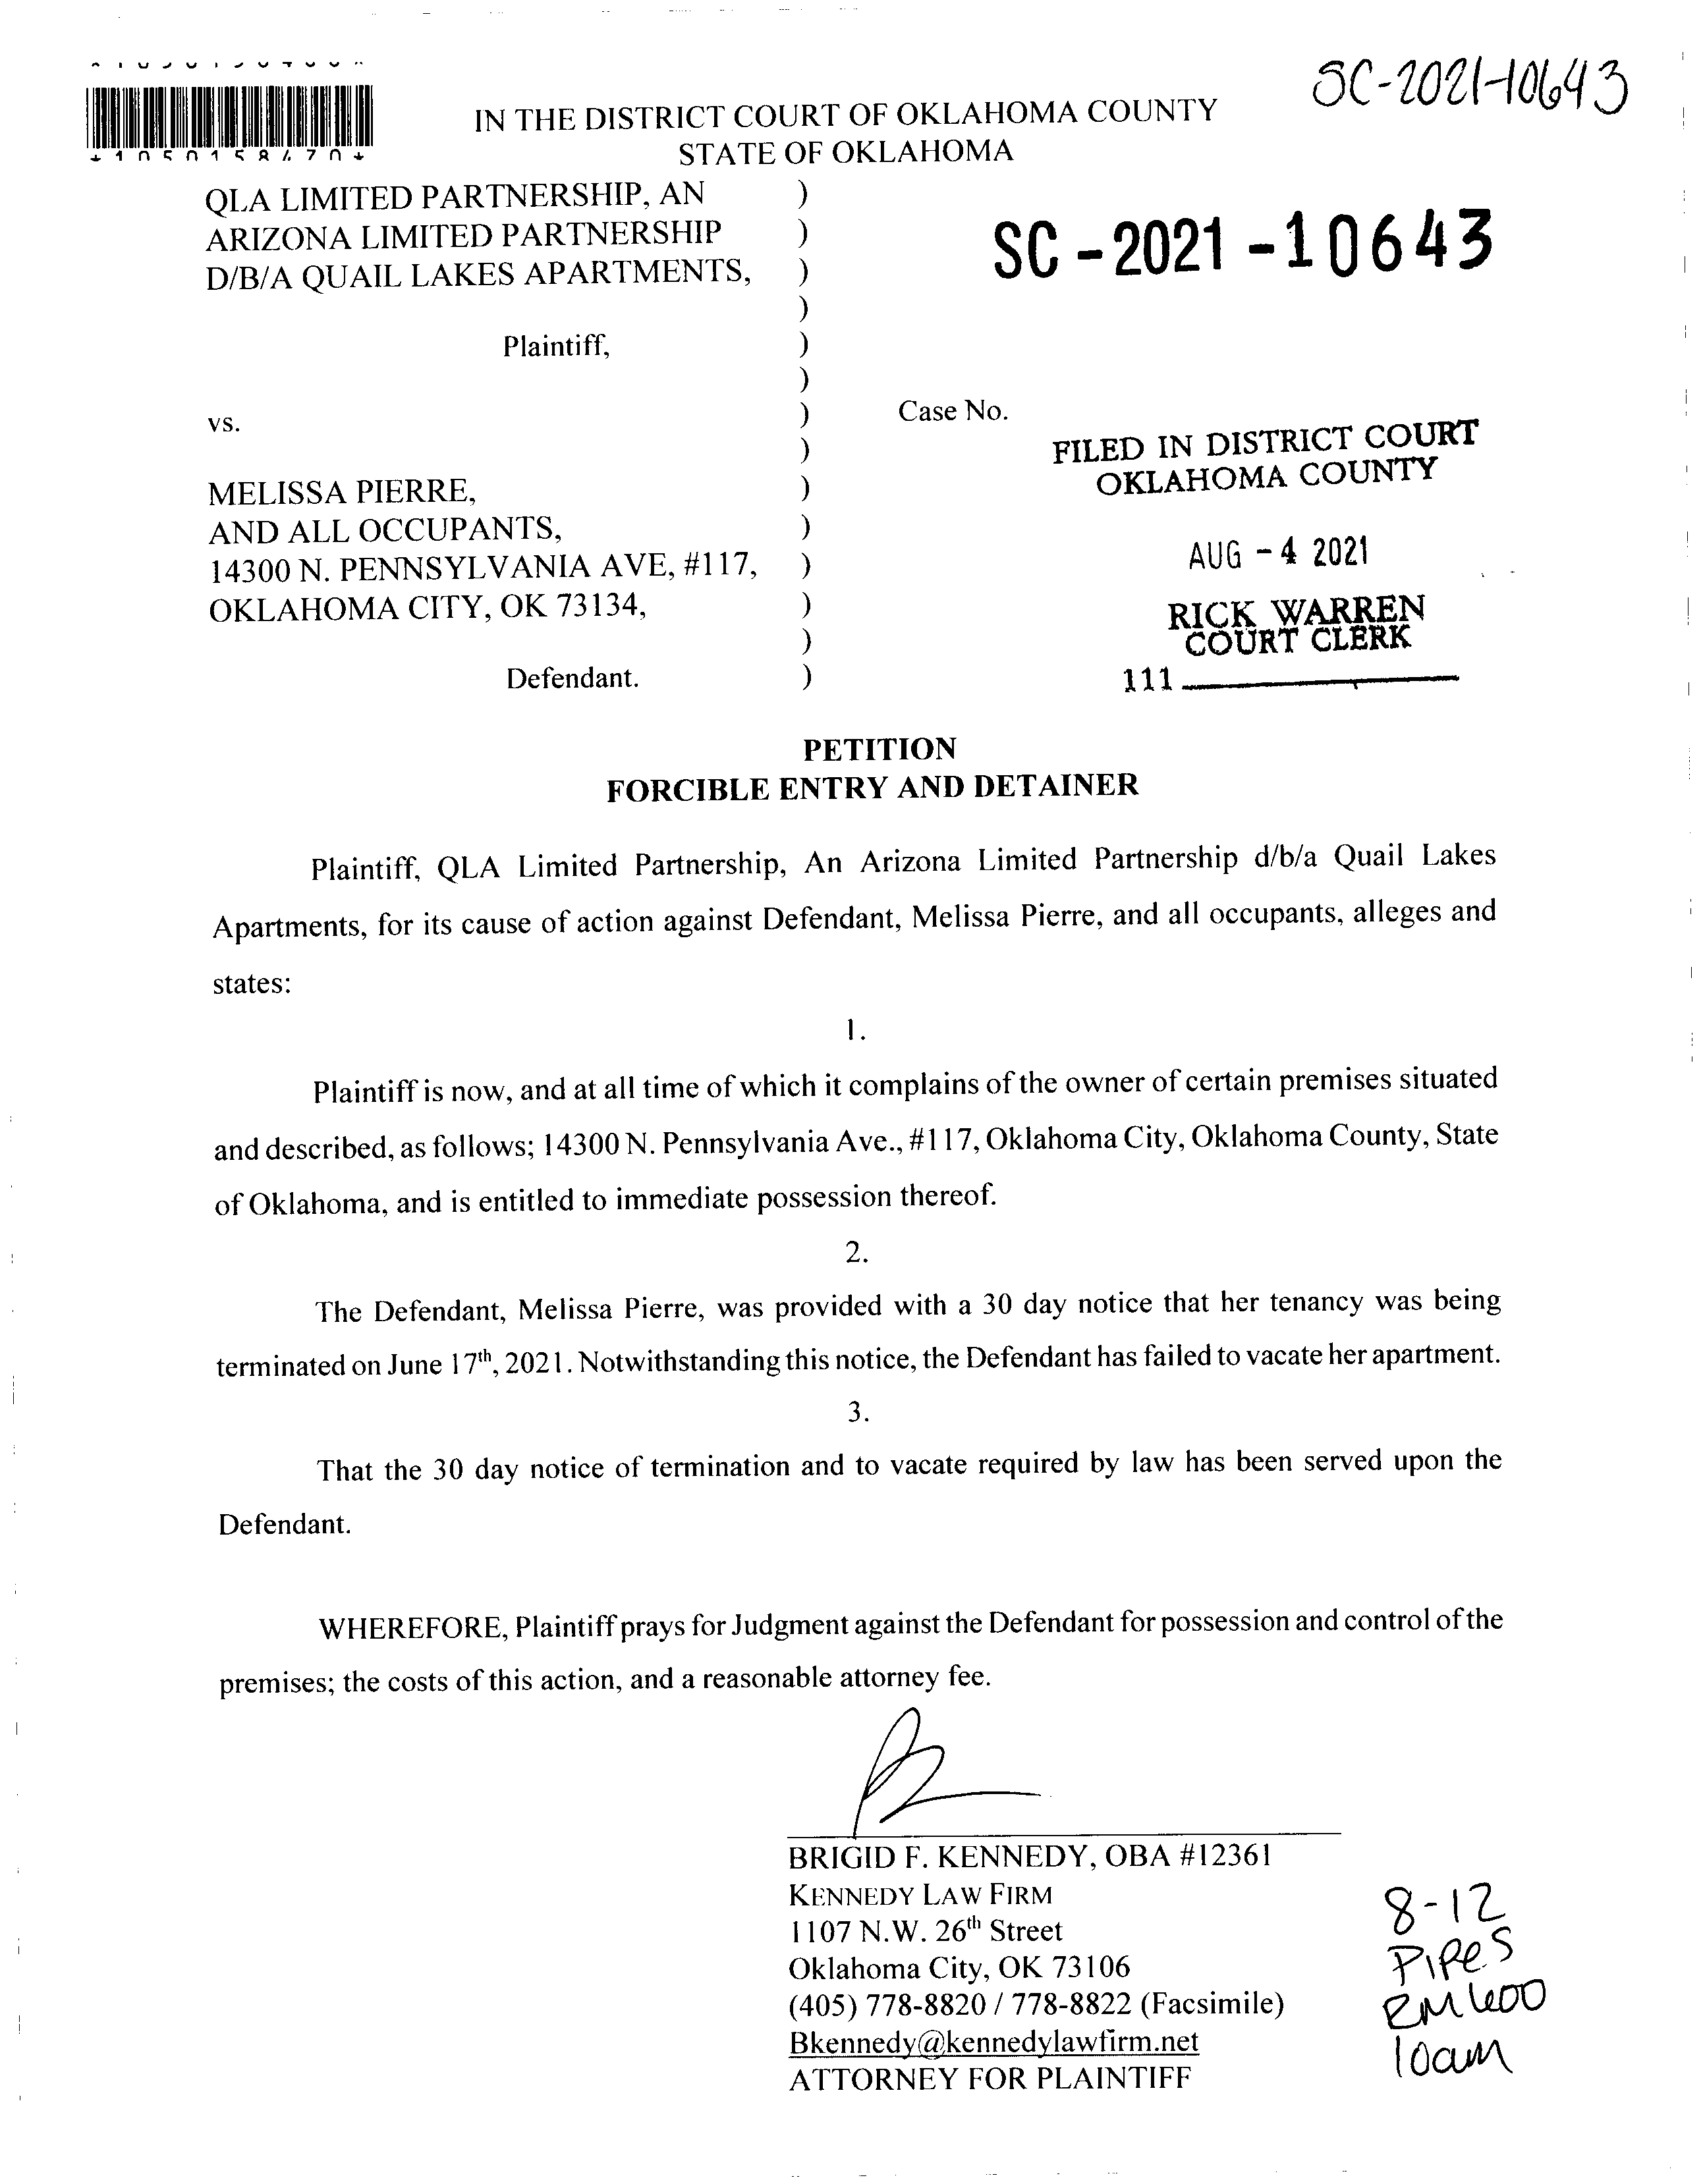 SC-2021-10643
IN THE DISTRICT COURT OF OKLAHOMA COUNTY
STATE OF OKLAHOMA
QLA LIMITED PARTNERSHIP, AN )
ARIZONA LIMITED PARTNERSHIP )
D/B/A QUAIL LAKES APARTMENTS, )
)
SC-2021-10643
Plaintiff, )
)
vs. ) Case No.
)
FILED IN DISTRICT COURT
OKLAHOMA COUNTY
MELISSA PIERRE, )
AND ALL OCCUPANTS, )
14300 N. PENNSYLVANIA AVE, #117, )
OKLAHOMA CITY, OK 73134, )
)
Defendant. )
AUG - 4 2021
RICK WARREN
COURT CLERK
111
PETITION
FORCIBLE ENTRY AND DETAINER
Plaintiff, QLA Limited Partnership, An Arizona Limited Partnership d/b/a Quail Lakes
Apartments, for its cause of action against Defendant, Melissa Pierre, and all occupants, alleges and
states:
1.
Plaintiff is now, and at all time of which it complains of the owner of certain premises situated
and described, as follows; 14300 N. Pennsylvania Ave., #117, Oklahoma City, Oklahoma County, State
of Oklahoma, and is entitled to immediate possession thereof.
2.
The Defendant, Melissa Pierre, was provided with a 30 day notice that her tenancy was being
terminated on June 17th, 2021. Notwithstanding this notice, the Defendant has failed to vacate her apartment.
3.
That the 30 day notice of termination and to vacate required by law has been served upon the
Defendant.
WHEREFORE, Plaintiff prays for Judgment against the Defendant for possession and control of the
premises; the costs of this action, and a reasonable attorney fee.
BRIGID F. KENNEDY, OBA #12361
KENNEDY LAW FIRM
1107 N.W. 26th Street
Oklahoma City, OK 73106
(405) 778-8820 / 778-8822 (Facsimile)
Bkennedy@kennedylawfirm.net
ATTORNEY FOR PLAINTIFF
8-12
Pipes
RM 600
10am